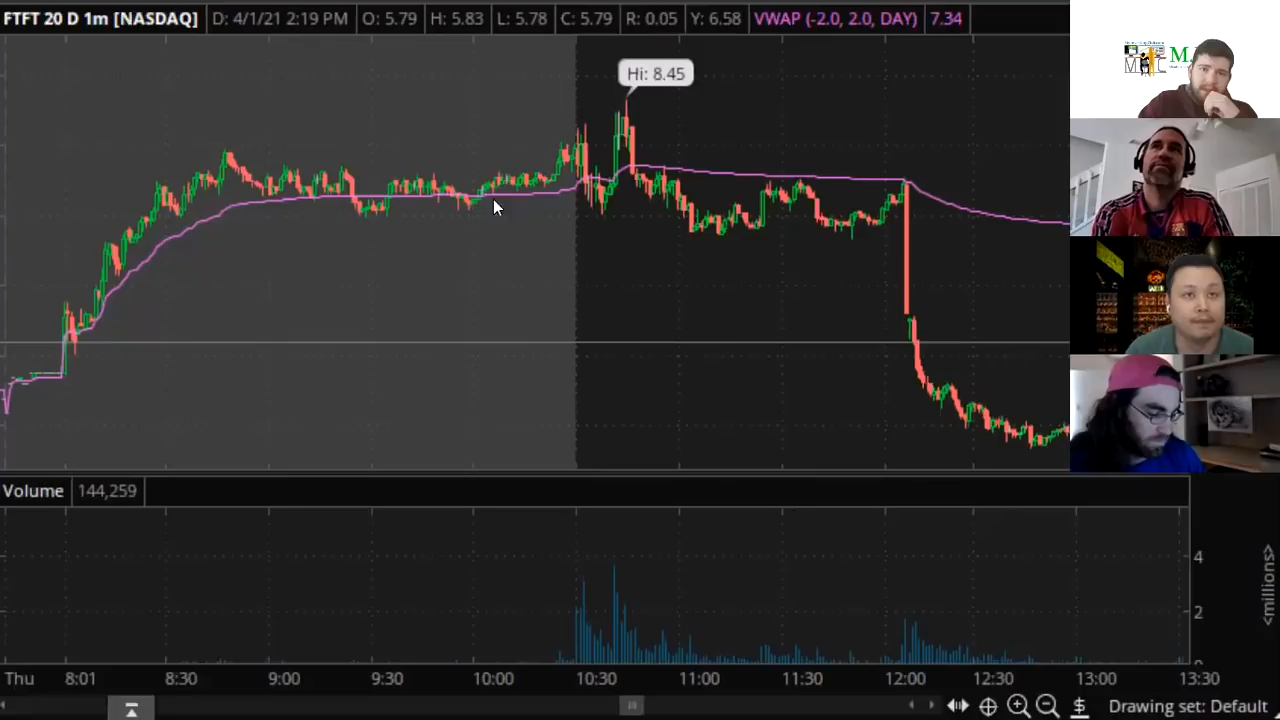 FTFT 20 D 1m [NASDAQ] D: 4/1/21 2:19 PM O: 5.79 H: 5.83 L: 5.78 C: 5.79 R: 0.05 Y: 6.58 VWAP (-2.0, 2.0, DAY) 7.34
Hi: 8.45
Volume 144,259
4
2
<millions>
Thu 8:01 8:30 9:00 9:30 10:00 10:30 11:00 11:30 12:00 12:30 13:00 13:30
Drawing set: Default